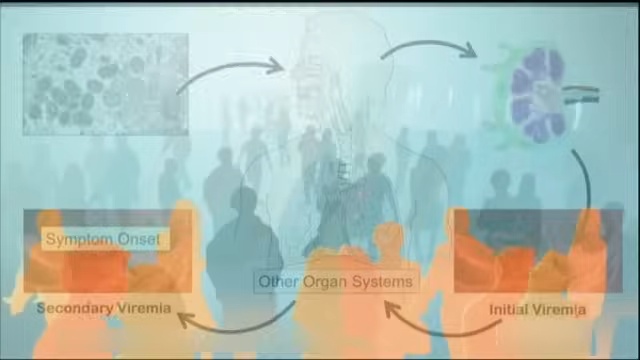 Symptom Onset
Other Organ Systems
Secondary Viremia
Initial Viremia